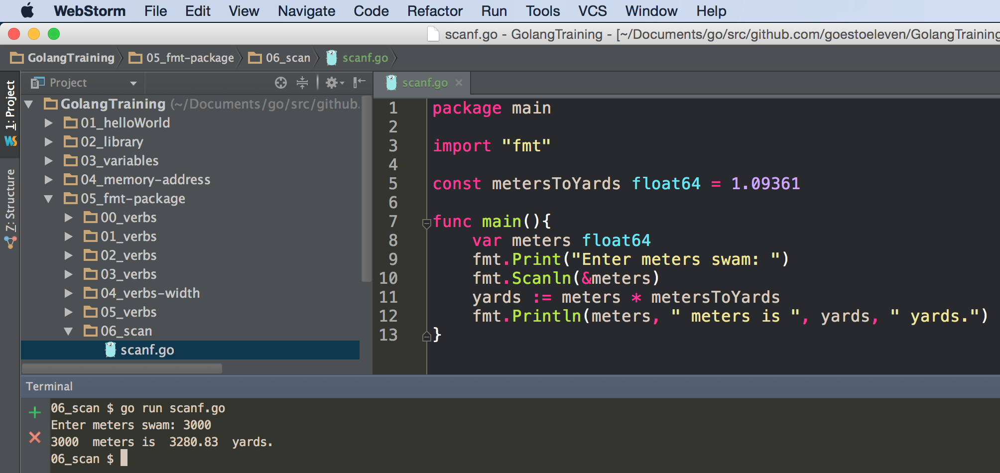 WebStorm File Edit View Navigate Code Refactor Run Tools VCS Window Help
scanf.go - GolangTraining - [~/Documents/go/src/github.com/goestoeleven/GolangTraining
GolangTraining 05_fmt-package 06_scan scanf.go
1: Project
7: Structure
Project
GolangTraining (~/Documents/go/src/github.
01_helloWorld
02_library
03_variables
04_memory-address
05_fmt-package
00_verbs
01_verbs
02_verbs
03_verbs
04_verbs-width
05_verbs
06_scan
scanf.go
scanf.go
1 package main
2
3 import "fmt"
4
5 const metersToYards float64 = 1.09361
6
7 func main(){
8 var meters float64
9 fmt.Print("Enter meters swam: ")
10 fmt.Scanln(&meters)
11 yards := meters * metersToYards
12 fmt.Println(meters, " meters is ", yards, " yards.")
13 }
Terminal
06_scan $ go run scanf.go
Enter meters swam: 3000
3000  meters is  3280.83  yards.
06_scan $